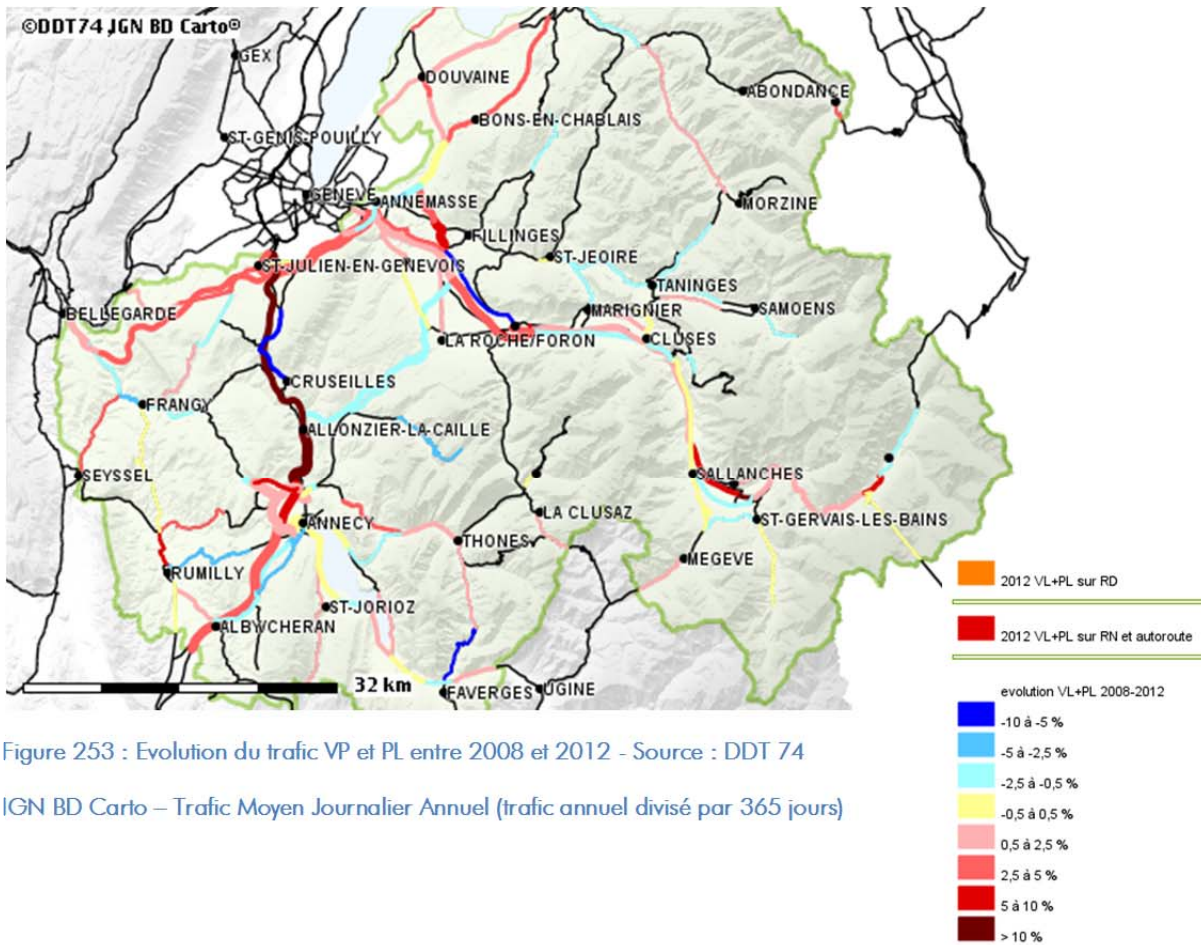 ©DDT74 JGN BD Carto®
GEX
DOUVAINE
ABONDANCE
BONS-EN-CHABLAIS
ST-GENIS-POUILLY
GENEVE
ANNEMASSE
MORZINE
FILLINGES
ST-JEOIRE
ST-JULIEN-EN-GENEVOIS
TANINGES
BELLEGARDE
MARIGNIER
SAMOENS
LA ROCHE/FORON
CLUSES
CRUSEILLES
FRANGY
ALLONZIER-LA-CAILLE
SEYSSEL
SALLANCHES
LA CLUSAZ
ST-GERVAIS-LES-BAINS
ANNECY
THONES
MEGEVE
RUMILLY
ST-JORIOZ
ALBY/CHERAN
32 km
FAVERGES
UGINE
2012 VL+PL sur RD
2012 VL+PL sur RN et autoroute
evolution VL+PL 2008-2012
-10 à -5 %
-5 à -2,5 %
-2,5 à -0,5 %
-0,5 à 0,5 %
0,5 à 2,5 %
2,5 à 5 %
5 à 10 %
> 10 %
Figure 253 : Evolution du trafic VP et PL entre 2008 et 2012 - Source : DDT 74
IGN BD Carto – Trafic Moyen Journalier Annuel (trafic annuel divisé par 365 jours)